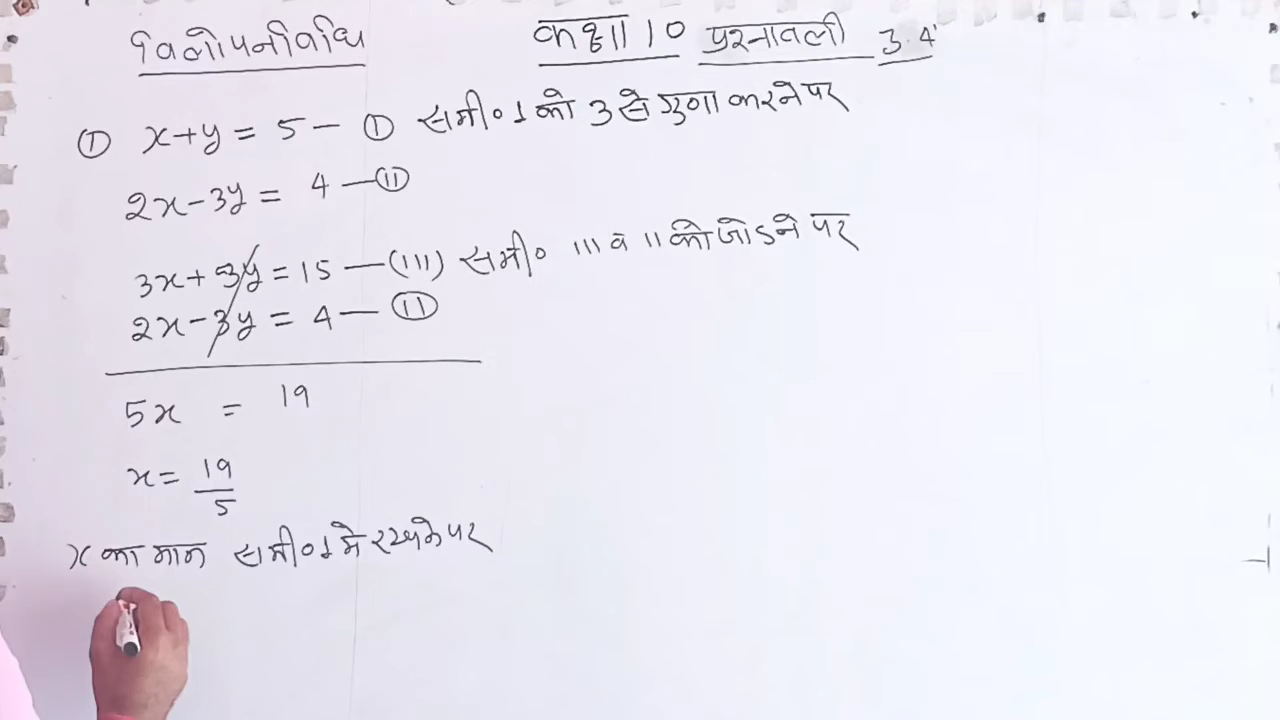 विलोपनविधि कक्षा 10 प्रश्नावली 3.4
① x+y = 5 — ① समी० 1 को 3 से गुणा करने पर
2x-3y = 4 — ⑪
3x+3y = 15 — (111) समी० 111 व 11 को जोडने पर
2x-3y = 4 — ⑪
5x = 19
x = 19/5
x का मान समी० 1 मे रखने पर